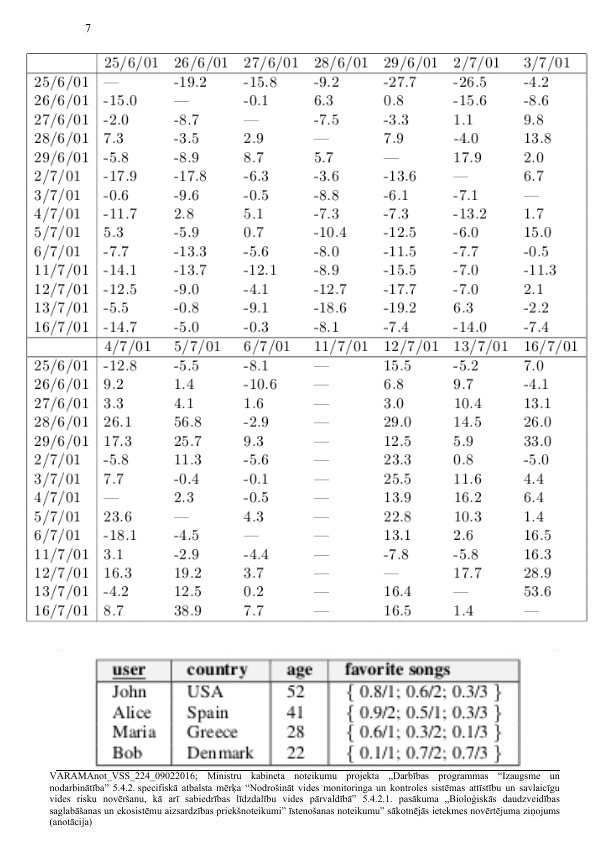 7
25/6/01 26/6/01 27/6/01 28/6/01 29/6/01 2/7/01 3/7/01
25/6/01 — -19.2 -15.8 -9.2 -27.7 -26.5 -4.2
26/6/01 -15.0 — -0.1 6.3 0.8 -15.6 -8.6
27/6/01 -2.0 -8.7 — -7.5 -3.3 1.1 9.8
28/6/01 7.3 -3.5 2.9 — 7.9 -4.0 13.8
29/6/01 -5.8 -8.9 8.7 5.7 — 17.9 2.0
2/7/01 -17.9 -17.8 -6.3 -3.6 -13.6 — 6.7
3/7/01 -0.6 -9.6 -0.5 -8.8 -6.1 -7.1 —
4/7/01 -11.7 2.8 5.1 -7.3 -7.3 -13.2 1.7
5/7/01 5.3 -5.9 0.7 -10.4 -12.5 -6.0 15.0
6/7/01 -7.7 -13.3 -5.6 -8.0 -11.5 -7.7 -0.5
11/7/01 -14.1 -13.7 -12.1 -8.9 -15.5 -7.0 -11.3
12/7/01 -12.5 -9.0 -4.1 -12.7 -17.7 -7.0 2.1
13/7/01 -5.5 -0.8 -9.1 -18.6 -19.2 6.3 -2.2
16/7/01 -14.7 -5.0 -0.3 -8.1 -7.4 -14.0 -7.4
4/7/01 5/7/01 6/7/01 11/7/01 12/7/01 13/7/01 16/7/01
25/6/01 -12.8 -5.5 -8.1 — 15.5 -5.2 7.0
26/6/01 9.2 1.4 -10.6 — 6.8 9.7 -4.1
27/6/01 3.3 4.1 1.6 — 3.0 10.4 13.1
28/6/01 26.1 56.8 -2.9 — 29.0 14.5 26.0
29/6/01 17.3 25.7 9.3 — 12.5 5.9 33.0
2/7/01 -5.8 11.3 -5.6 — 23.3 0.8 -5.0
3/7/01 7.7 -0.4 -0.1 — 25.5 11.6 4.4
4/7/01 — 2.3 -0.5 — 13.9 16.2 6.4
5/7/01 23.6 — 4.3 — 22.8 10.3 1.4
6/7/01 -18.1 -4.5 — — 13.1 2.6 16.5
11/7/01 3.1 -2.9 -4.4 — -7.8 -5.8 16.3
12/7/01 16.3 19.2 3.7 — — 17.7 28.9
13/7/01 -4.2 12.5 0.2 — 16.4 — 53.6
16/7/01 8.7 38.9 7.7 — 16.5 1.4 —
user country age favorite songs
John USA 52 { 0.8/1; 0.6/2; 0.3/3 }
Alice Spain 41 { 0.9/2; 0.5/1; 0.3/3 }
Maria Greece 28 { 0.6/1; 0.3/2; 0.1/3 }
Bob Denmark 22 { 0.1/1; 0.7/2; 0.7/3 }
VARAMAnot_VSS_224_09022016; Ministru kabineta noteikumu projekta „Darbības programmas “Izaugsme un
nodarbinātība” 5.4.2. specifiskā atbalsta mērķa “Nodrošināt vides monitoringa un kontroles sistēmas attīstību un savlaicīgu
vides risku novēršanu, kā arī sabiedrības līdzdalību vides pārvaldībā” 5.4.2.1. pasākuma „Bioloģiskās daudzveidības
saglabāšanas un ekosistēmu aizsardzības priekšnoteikumi” īstenošanas noteikumu” sākotnējās ietekmes novērtējuma ziņojums
(anotācija)